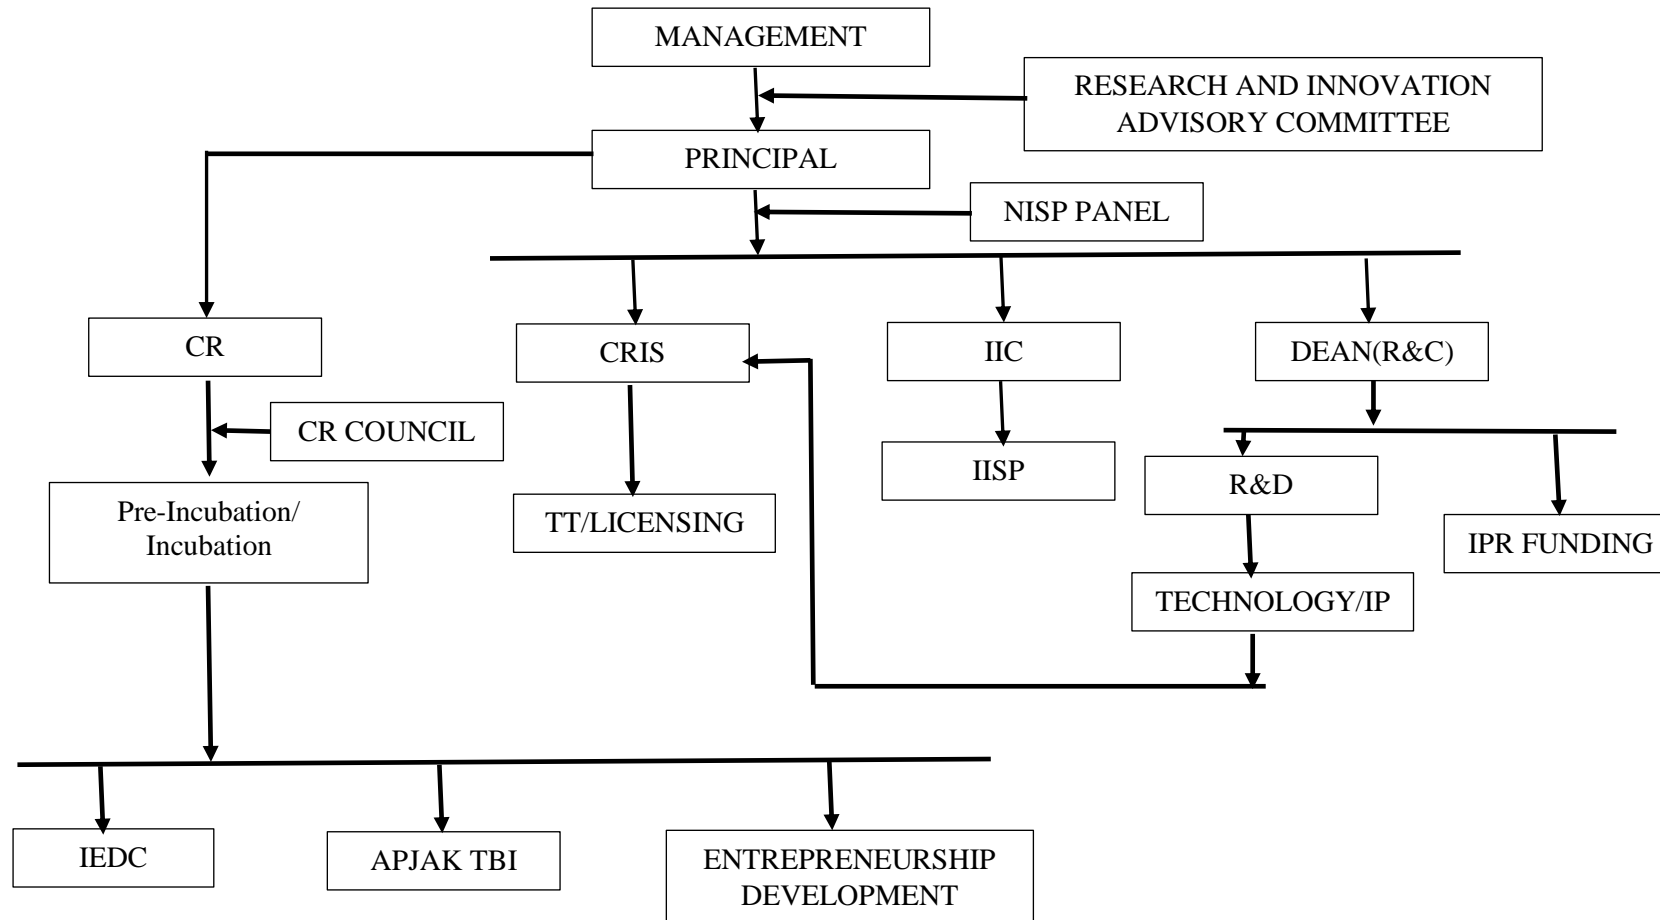 MANAGEMENT
RESEARCH AND INNOVATION
ADVISORY COMMITTEE
PRINCIPAL
NISP PANEL
CR
CRIS
IIC
DEAN(R&C)
CR COUNCIL
IISP
R&D
Pre-Incubation/
Incubation
TT/LICENSING
IPR FUNDING
TECHNOLOGY/IP
IEDC
APJAK TBI
ENTREPRENEURSHIP
DEVELOPMENT